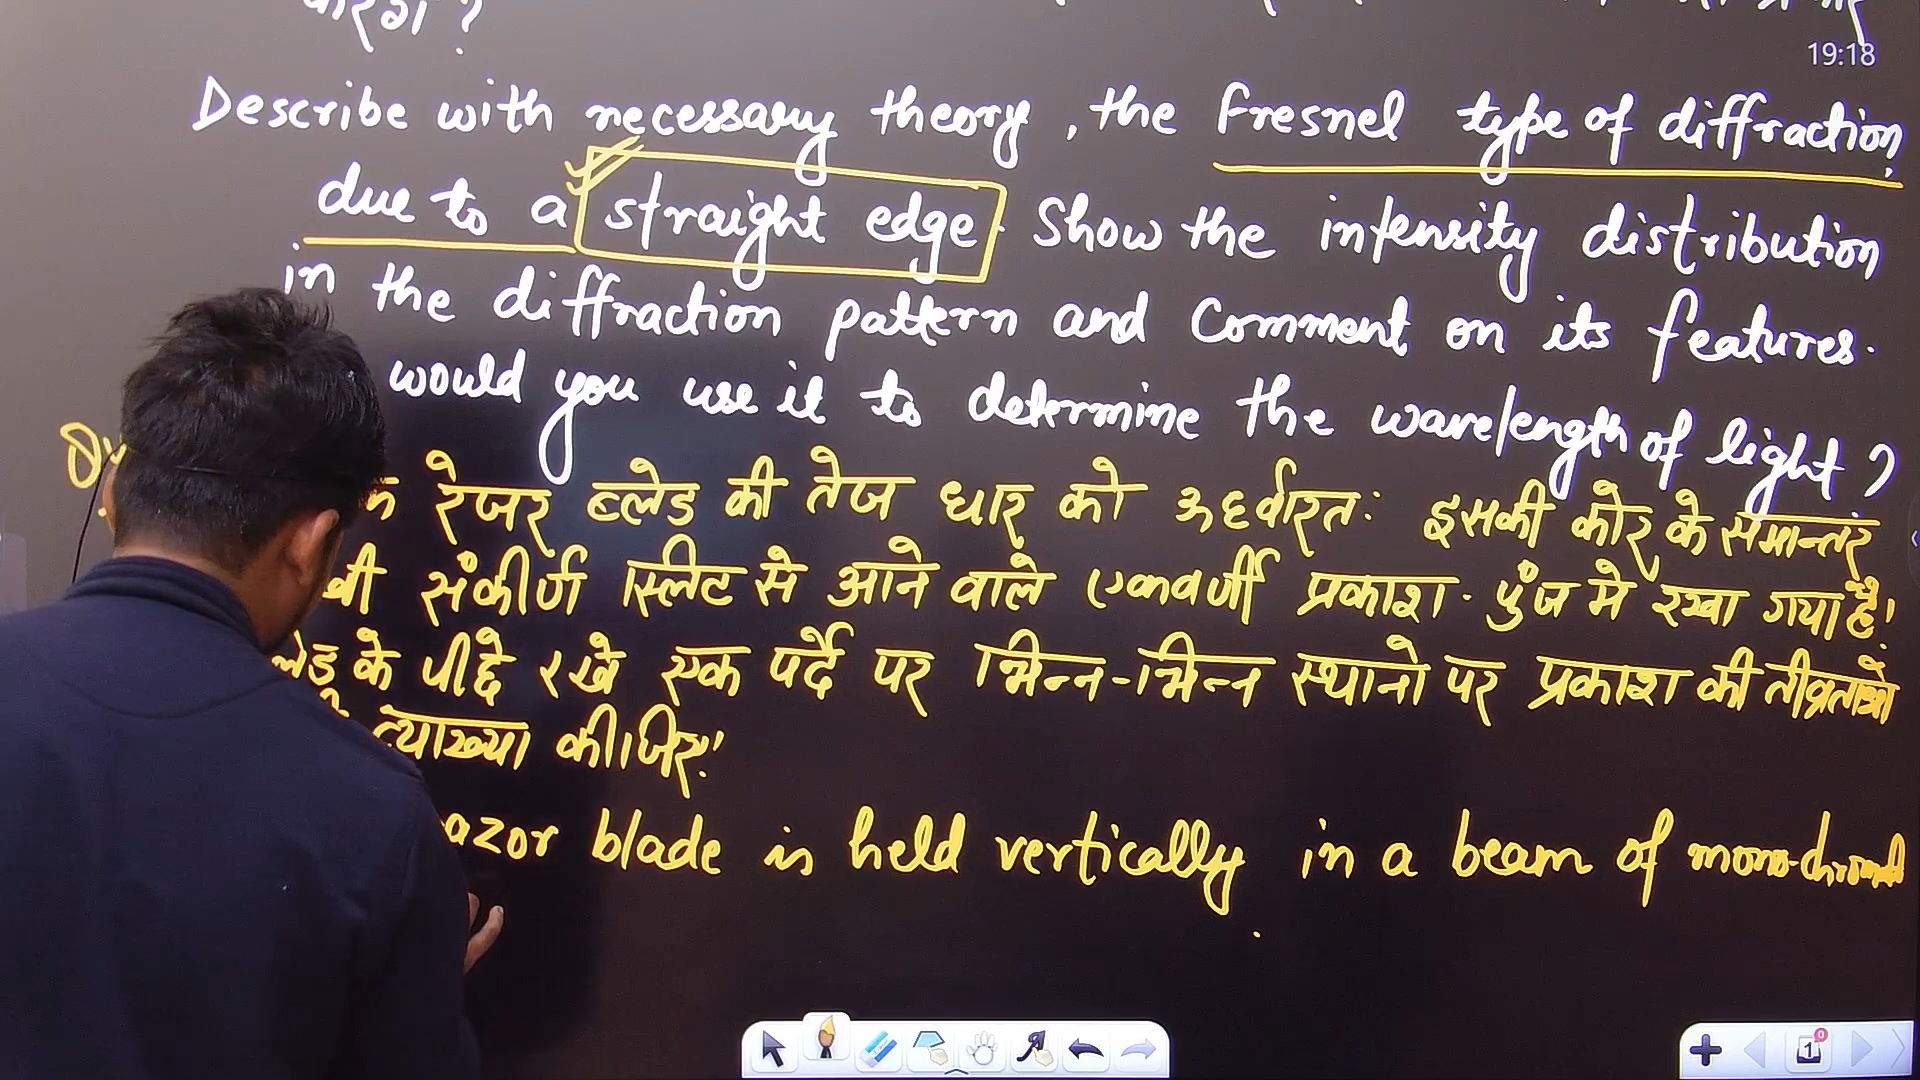 19:18
Describe with necessary theory, the Fresnel type of diffraction,
due to a straight edge. Show the intensity distribution
in the diffraction pattern and Comment on its features.
would you use it to determine the wavelength of light ?
रेजर ब्लेड की तेज धार को ऊर्ध्वारतः इसकी कोर के समान्तर
संकीर्ण स्लिट से आने वाले एकवर्णी प्रकाश-पुँज मे रखा गया है!
के पीछे रखे एक पर्दे पर भिन्न-भिन्न स्थानो पर प्रकाश की तीव्रताओ
व्याख्या कीजिए!
azor blade is held vertically in a beam of monochromat